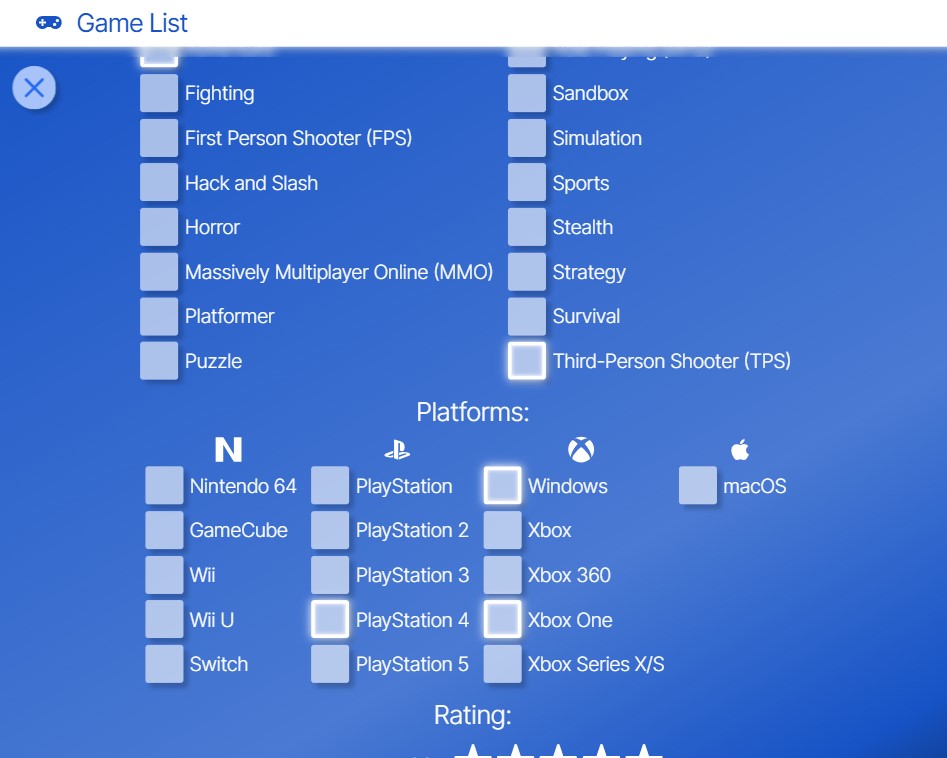 Game List
Fighting
Sandbox
First Person Shooter (FPS)
Simulation
Hack and Slash
Sports
Horror
Stealth
Massively Multiplayer Online (MMO)
Strategy
Platformer
Survival
Puzzle
Third-Person Shooter (TPS)
Platforms:
Nintendo 64
PlayStation
Windows
macOS
GameCube
PlayStation 2
Xbox
Wii
PlayStation 3
Xbox 360
Wii U
PlayStation 4
Xbox One
Switch
PlayStation 5
Xbox Series X/S
Rating: